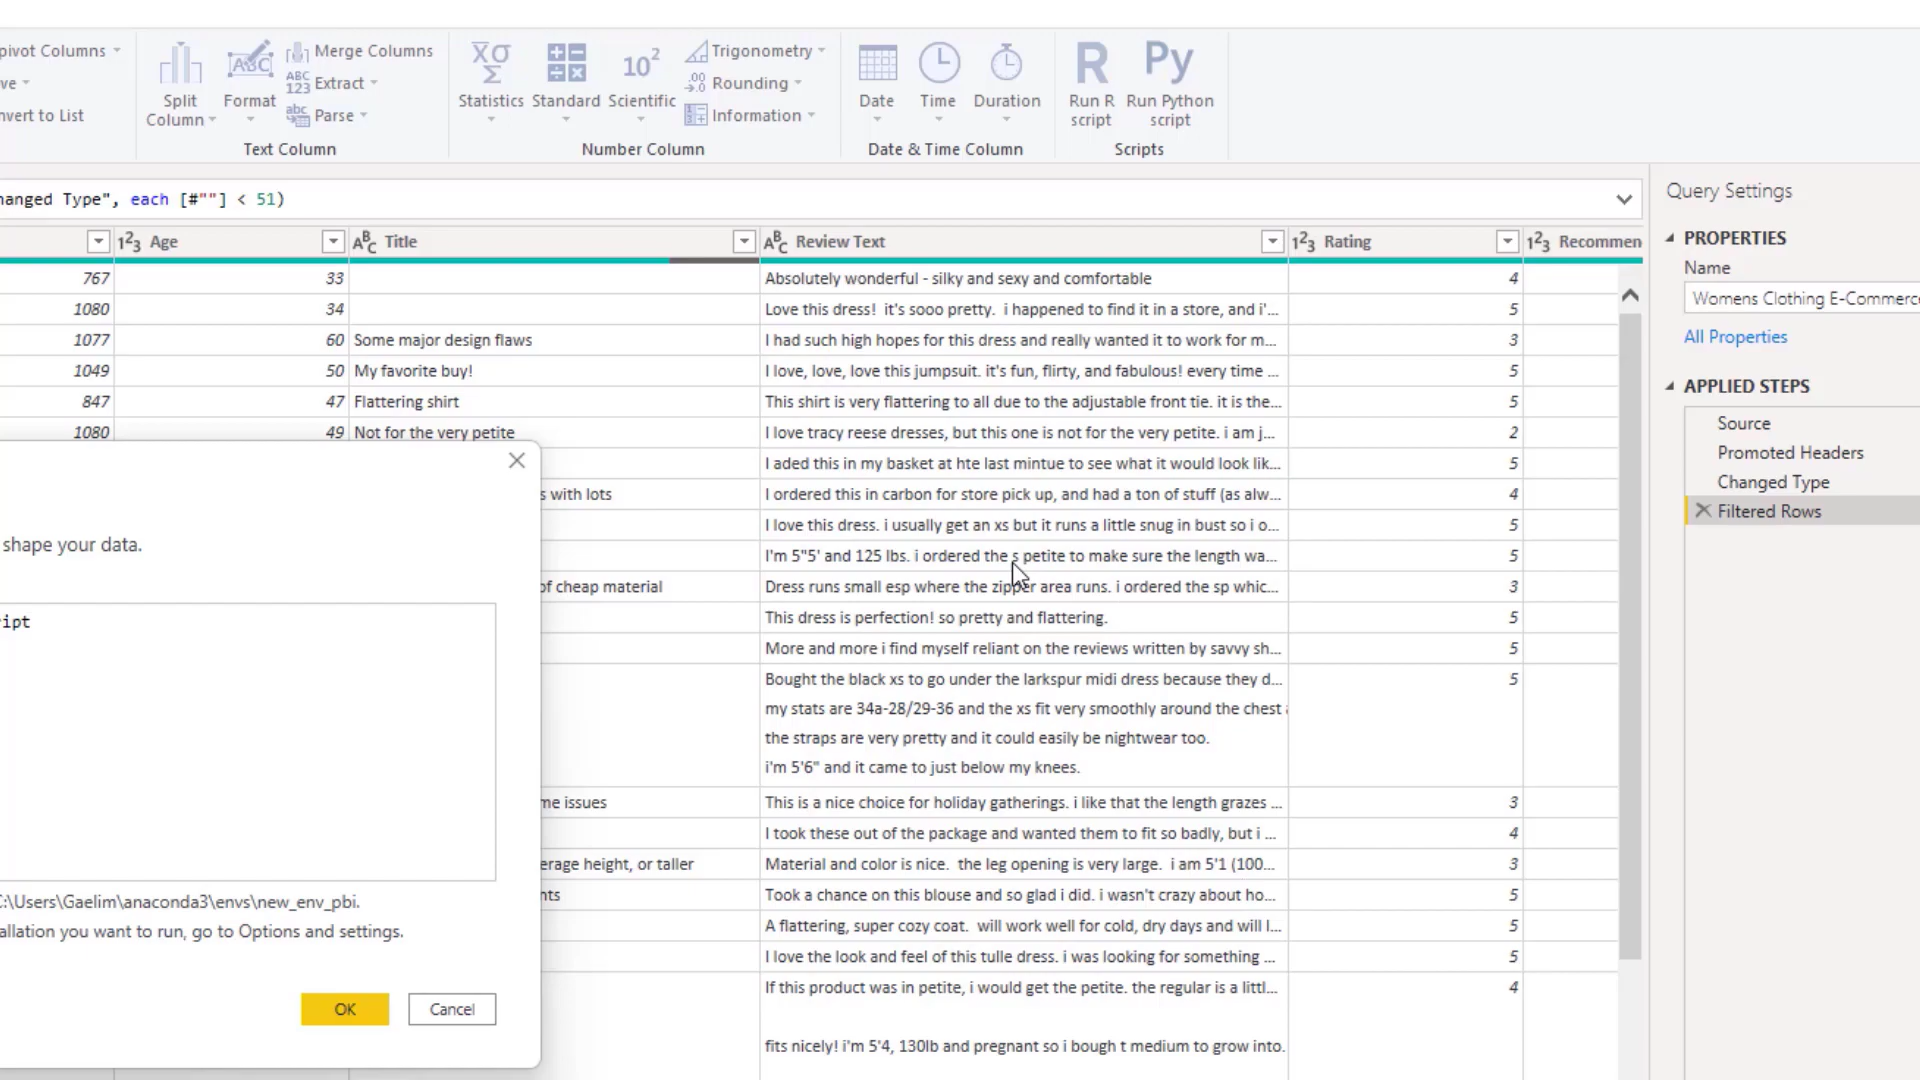 pivot Columns
ve
nvert to List
Split Column
Format
Merge Columns
Extract
Parse
Text Column
Statistics
Standard
Scientific
Trigonometry
Rounding
Information
Number Column
Date
Time
Duration
Date & Time Column
Run R script
Run Python script
Scripts
hanged Type", each [#""] < 51)
Age
Title
Review Text
Rating
Recommen
767 33 Absolutely wonderful - silky and sexy and comfortable 4
1080 34 Love this dress! it's sooo pretty. i happened to find it in a store, and i'... 5
1077 60 Some major design flaws I had such high hopes for this dress and really wanted it to work for m... 3
1049 50 My favorite buy! I love, love, love this jumpsuit. it's fun, flirty, and fabulous! every time ... 5
847 47 Flattering shirt This shirt is very flattering to all due to the adjustable front tie. it is the... 5
1080 49 Not for the very petite I love tracy reese dresses, but this one is not for the very petite. i am j... 2
I aded this in my basket at hte last mintue to see what it would look lik... 5
s with lots I ordered this in carbon for store pick up, and had a ton of stuff (as alw... 4
I love this dress. i usually get an xs but it runs a little snug in bust so i o... 5
I'm 5"5' and 125 lbs. i ordered the s petite to make sure the length wa... 5
of cheap material Dress runs small esp where the zipper area runs. i ordered the sp whic... 3
This dress is perfection! so pretty and flattering. 5
More and more i find myself reliant on the reviews written by savvy sh... 5
Bought the black xs to go under the larkspur midi dress because they d... 5
my stats are 34a-28/29-36 and the xs fit very smoothly around the chest
the straps are very pretty and it could easily be nightwear too.
i'm 5'6" and it came to just below my knees.
me issues This is a nice choice for holiday gatherings. i like that the length grazes ... 3
I took these out of the package and wanted them to fit so badly, but i ... 4
erage height, or taller Material and color is nice. the leg opening is very large. i am 5'1 (100... 3
nts Took a chance on this blouse and so glad i did. i wasn't crazy about ho... 5
A flattering, super cozy coat. will work well for cold, dry days and will l... 5
I love the look and feel of this tulle dress. i was looking for something ... 5
If this product was in petite, i would get the petite. the regular is a littl... 4
fits nicely! i'm 5'4, 130lb and pregnant so i bough t medium to grow into.
shape your data.
ipt
C:\Users\Gaelim\anaconda3\envs\new_env_pbi.
allation you want to run, go to Options and settings.
OK
Cancel
Query Settings
PROPERTIES
Name
Womens Clothing E-Commerce
All Properties
APPLIED STEPS
Source
Promoted Headers
Changed Type
Filtered Rows